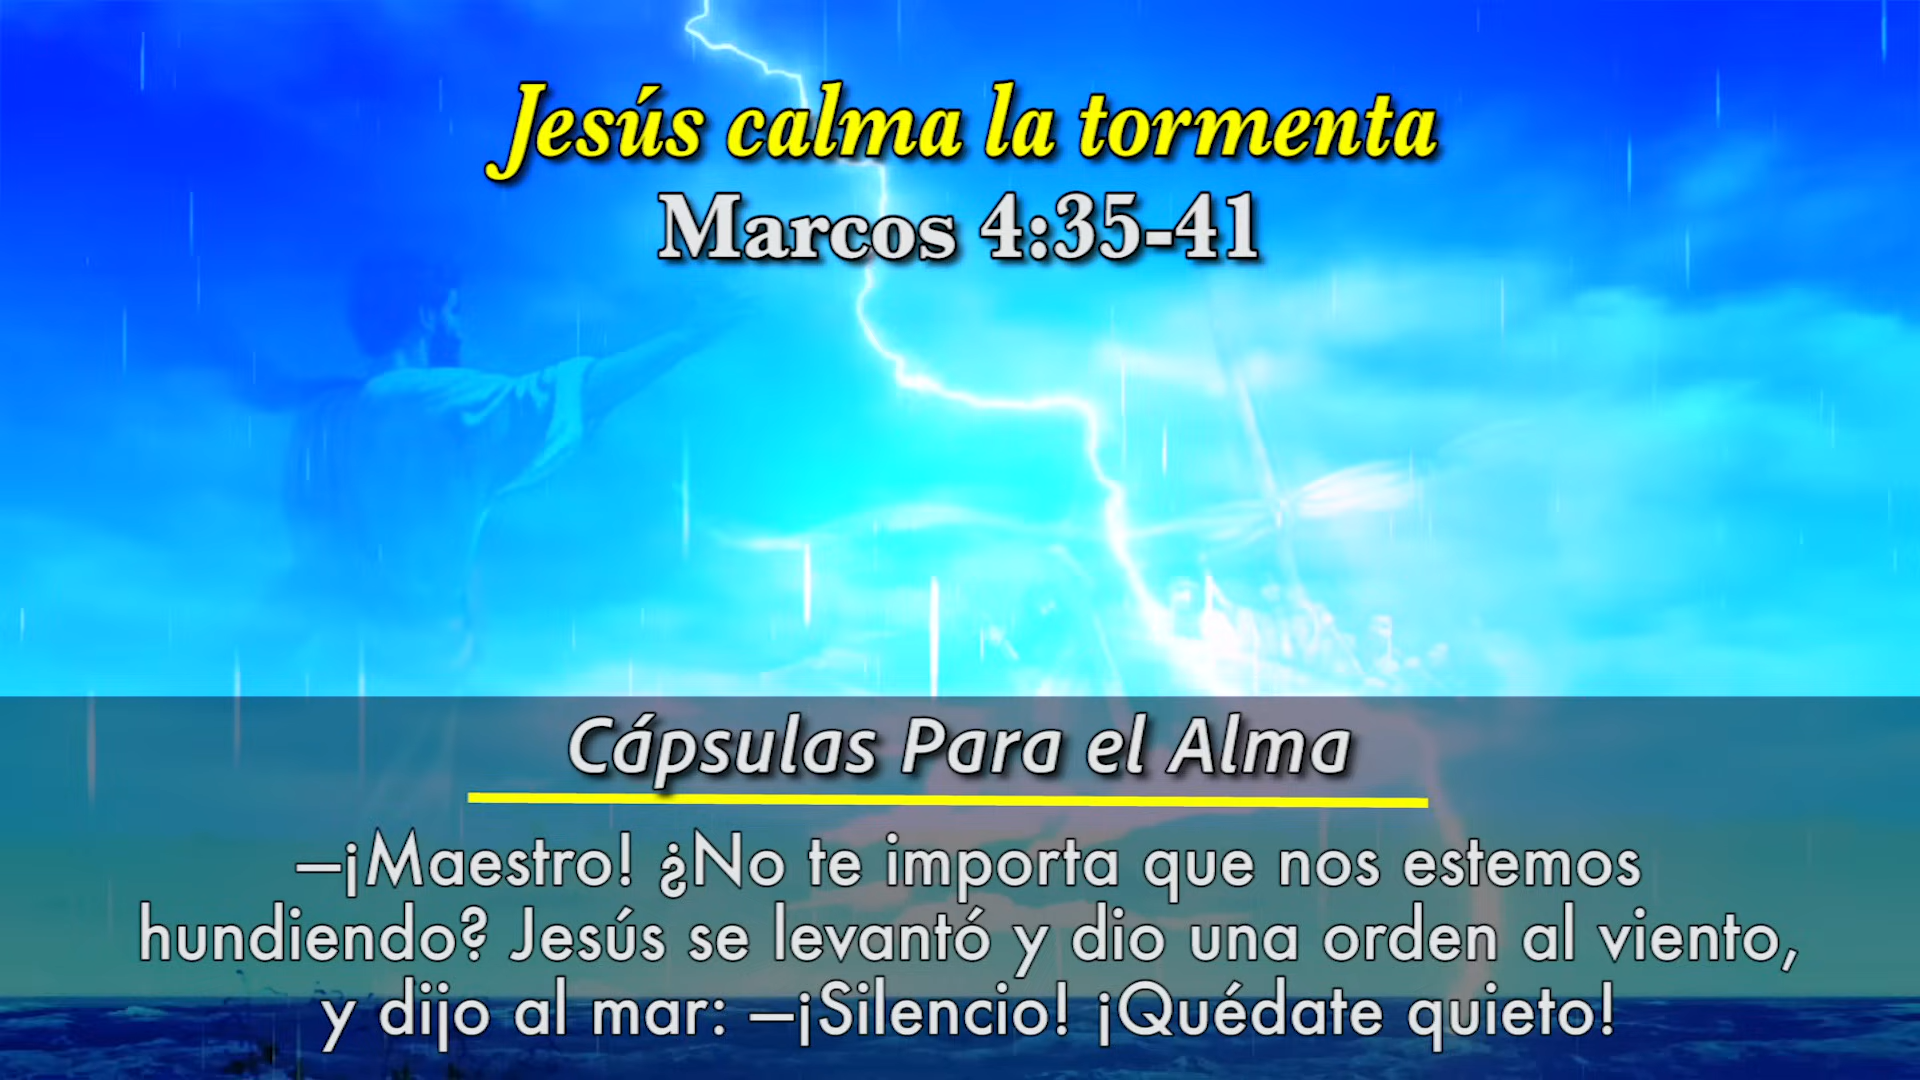 Jesús calma la tormenta
Marcos 4:35-41
Cápsulas Para el Alma
—¡Maestro! ¿No te importa que nos estemos
hundiendo? Jesús se levantó y dio una orden al viento,
y dijo al mar: —¡Silencio! ¡Quédate quieto!